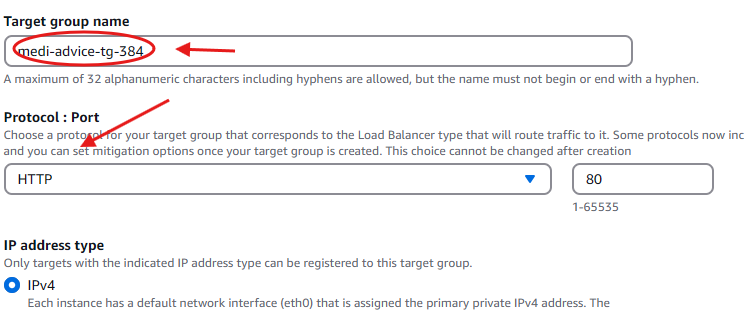 Target group name
medi-advice-tg-384
A maximum of 32 alphanumeric characters including hyphens are allowed, but the name must not begin or end with a hyphen.
Protocol : Port
Choose a protocol for your target group that corresponds to the Load Balancer type that will route traffic to it. Some protocols now inc
and you can set mitigation options once your target group is created. This choice cannot be changed after creation
HTTP
80
1-65535
IP address type
Only targets with the indicated IP address type can be registered to this target group.
IPv4
Each instance has a default network interface (eth0) that is assigned the primary private IPv4 address. The